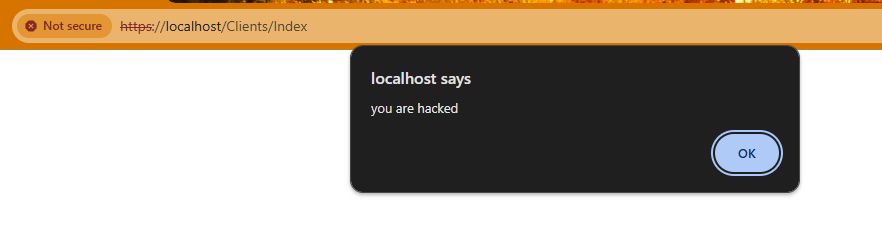 Not secure https://localhost/Clients/Index
localhost says
you are hacked
OK